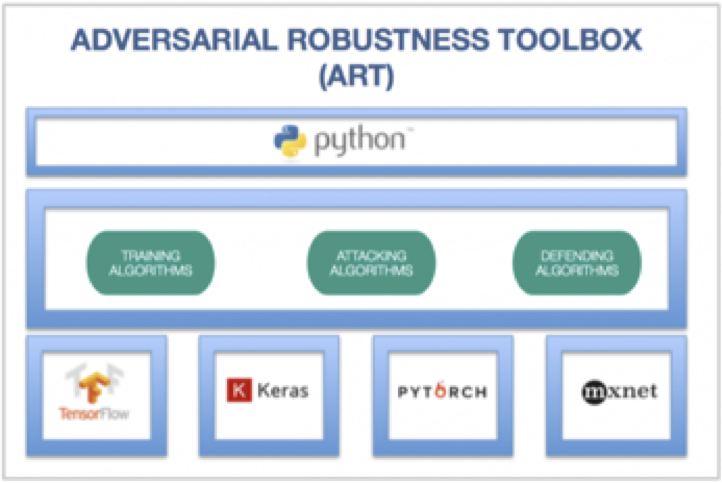 ADVERSARIAL ROBUSTNESS TOOLBOX
(ART)
python™
TRAINING
ALGORITHMS
ATTACKING
ALGORITHMS
DEFENDING
ALGORITHMS
TensorFlow
K Keras
PYTORCH
mxnet